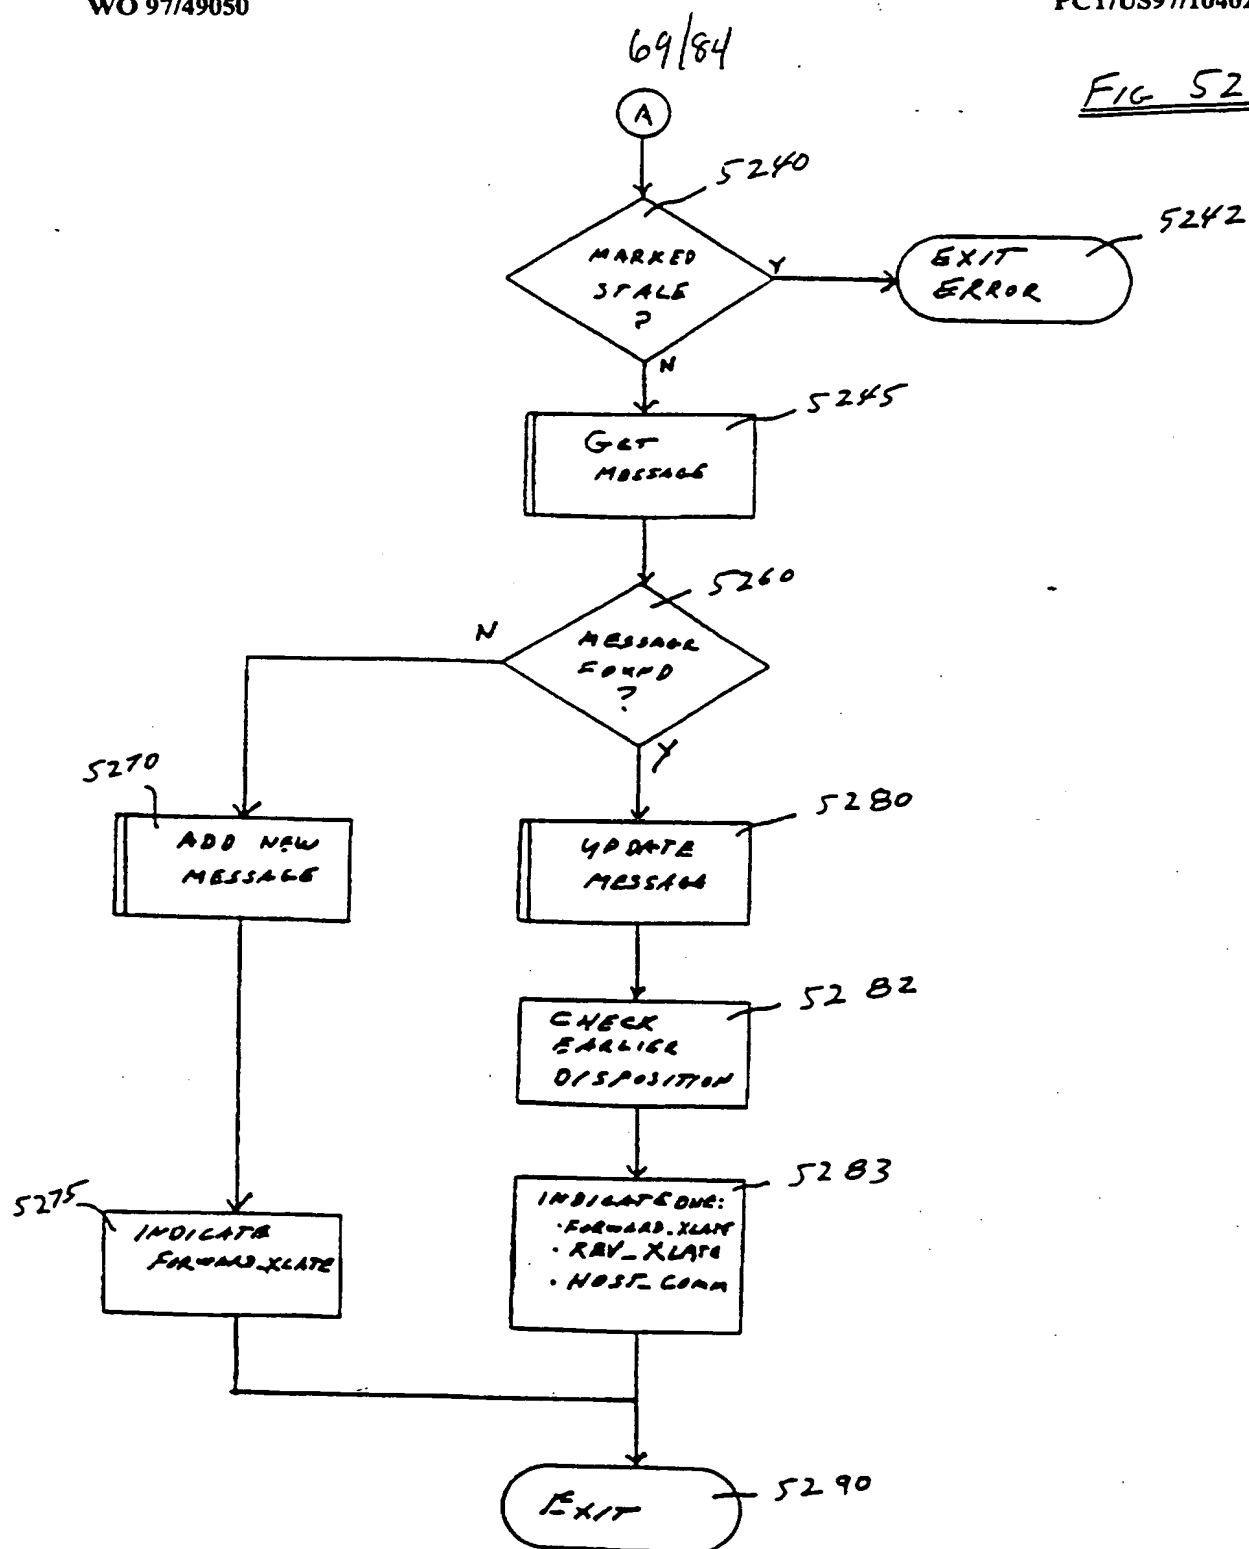 WO 97/49050
69/84
FIG 52
A
5240
5242
MARKED
STALE
?
Y
EXIT
ERROR
N
5245
GET
MESSAGE
5260
N
MESSAGE
FOUND
?
Y
5270
5280
ADD NEW
MESSAGE
UPDATE
MESSAGE
5282
CHECK
EARLIER
DISPOSITION
5283
5275
INDICATE
FORWARD_XLATE
INDICATE ONE:
· FORWARD_XLATE
· REV_XLATE
· HOST_COMM
5290
EXIT